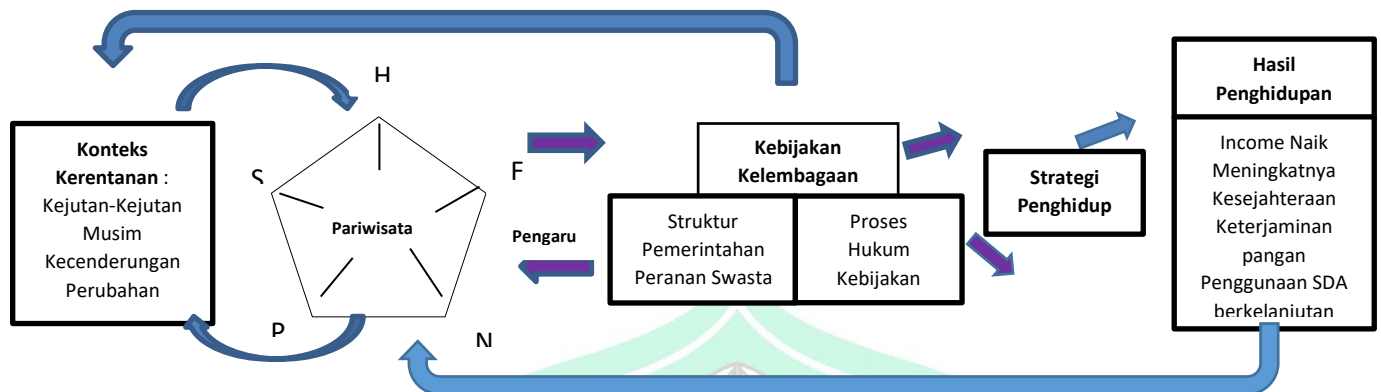 Konteks
Kerentanan :
Kejutan-Kejutan
Musim
Kecenderungan
Perubahan
H
S
F
Pariwisata
P
N
Pengaru
Kebijakan
Kelembagaan
Struktur
Pemerintahan
Peranan Swasta
Proses
Hukum
Kebijakan
Strategi
Penghidup
Hasil
Penghidupan
Income Naik
Meningkatnya
Kesejahteraan
Keterjaminan
pangan
Penggunaan SDA
berkelanjutan